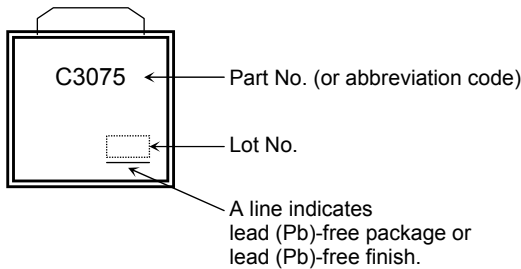 C3075
Part No. (or abbreviation code)
Lot No.
A line indicates
lead (Pb)-free package or
lead (Pb)-free finish.